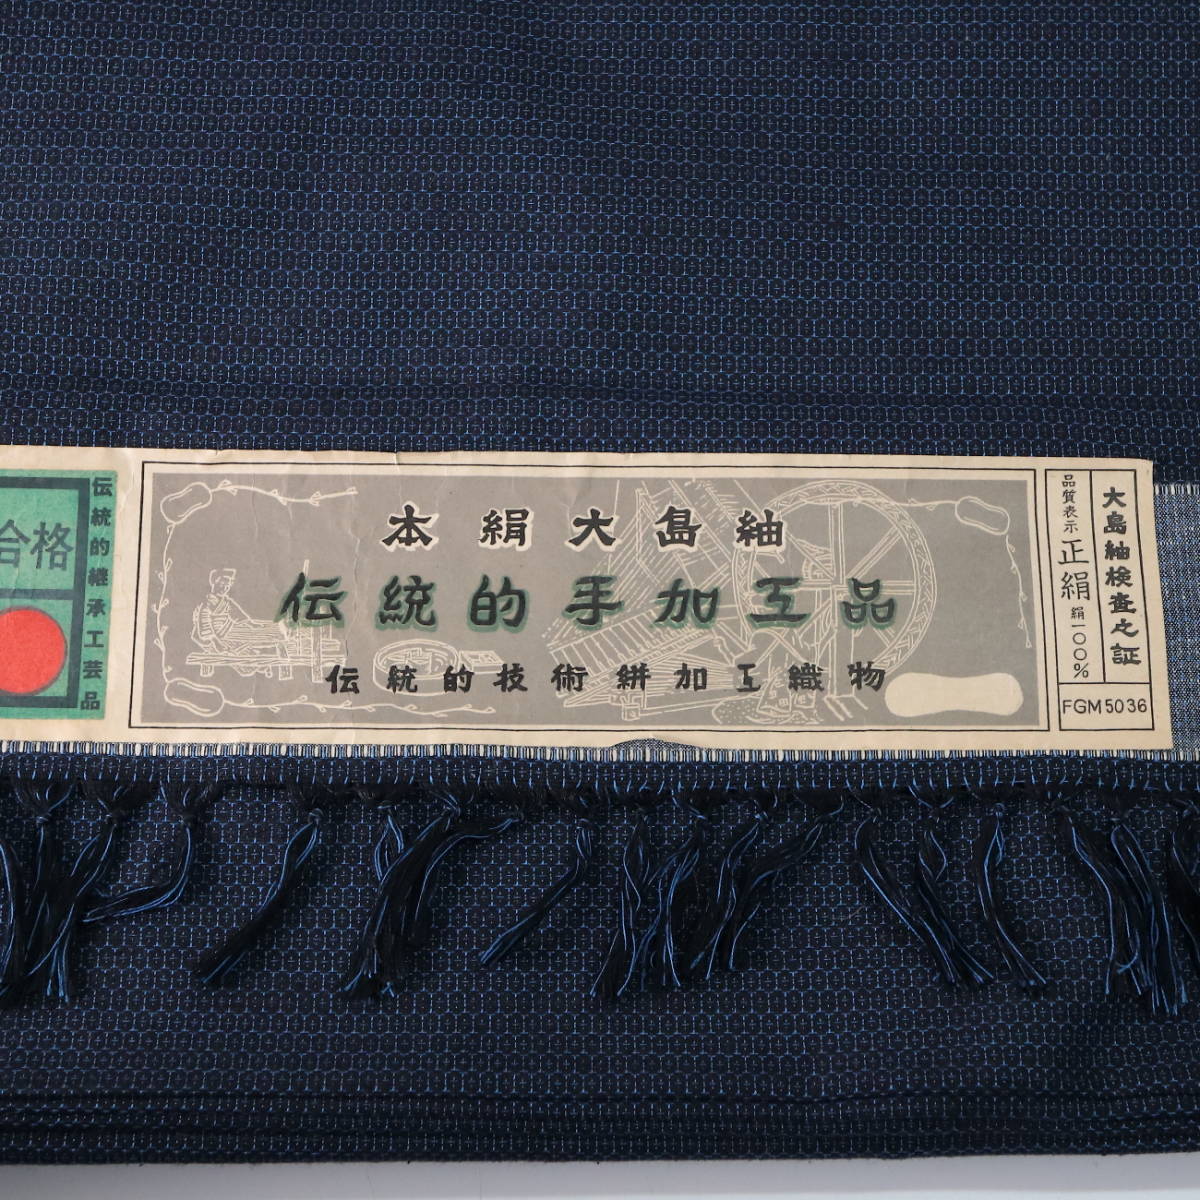 合格
伝統的継承工芸品
本絹大島紬
伝統的手加工品
伝統的技術絣加工織物
品質表示 正絹 絹一〇〇%
大島紬検査之証
FGM5036